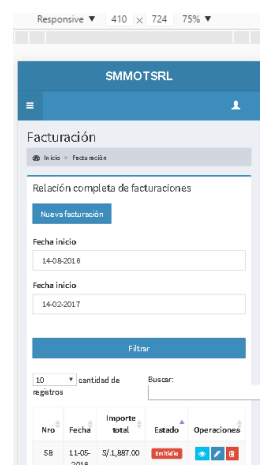 Responsive ▼ 410 × 724 75% ▼
SMMOTSRL
Facturación
Inicio > Facturación
Relación completa de facturaciones
Nueva facturación
Fecha inicio
14-08-2016
Fecha inicio
14-02-2017
Filtrar
10 cantidad de registros
Buscar:
Nro Fecha Importe total Estado Operaciones
58 11-05-2016 S/.1,887.00 Emitido